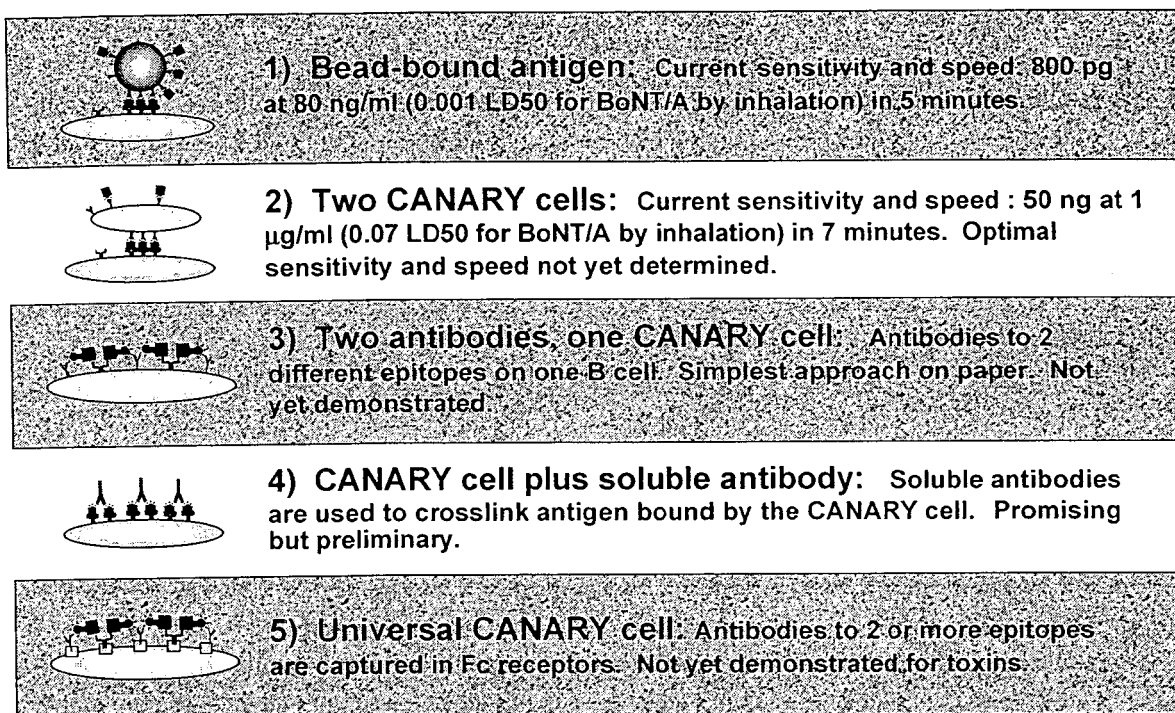 1) Bead-bound antigen: Current sensitivity and speed: 800 pg
at 80 ng/ml (0.001 LD50 for BoNT/A by inhalation) in 5 minutes.
2) Two CANARY cells: Current sensitivity and speed : 50 ng at 1
µg/ml (0.07 LD50 for BoNT/A by inhalation) in 7 minutes. Optimal
sensitivity and speed not yet determined.
3) Two antibodies, one CANARY cell: Antibodies to 2
different epitopes on one B cell. Simplest approach on paper. Not
yet demonstrated.
4) CANARY cell plus soluble antibody: Soluble antibodies
are used to crosslink antigen bound by the CANARY cell. Promising
but preliminary.
5) Universal CANARY cell: Antibodies to 2 or more epitopes
are captured in Fc receptors. Not yet demonstrated for toxins.